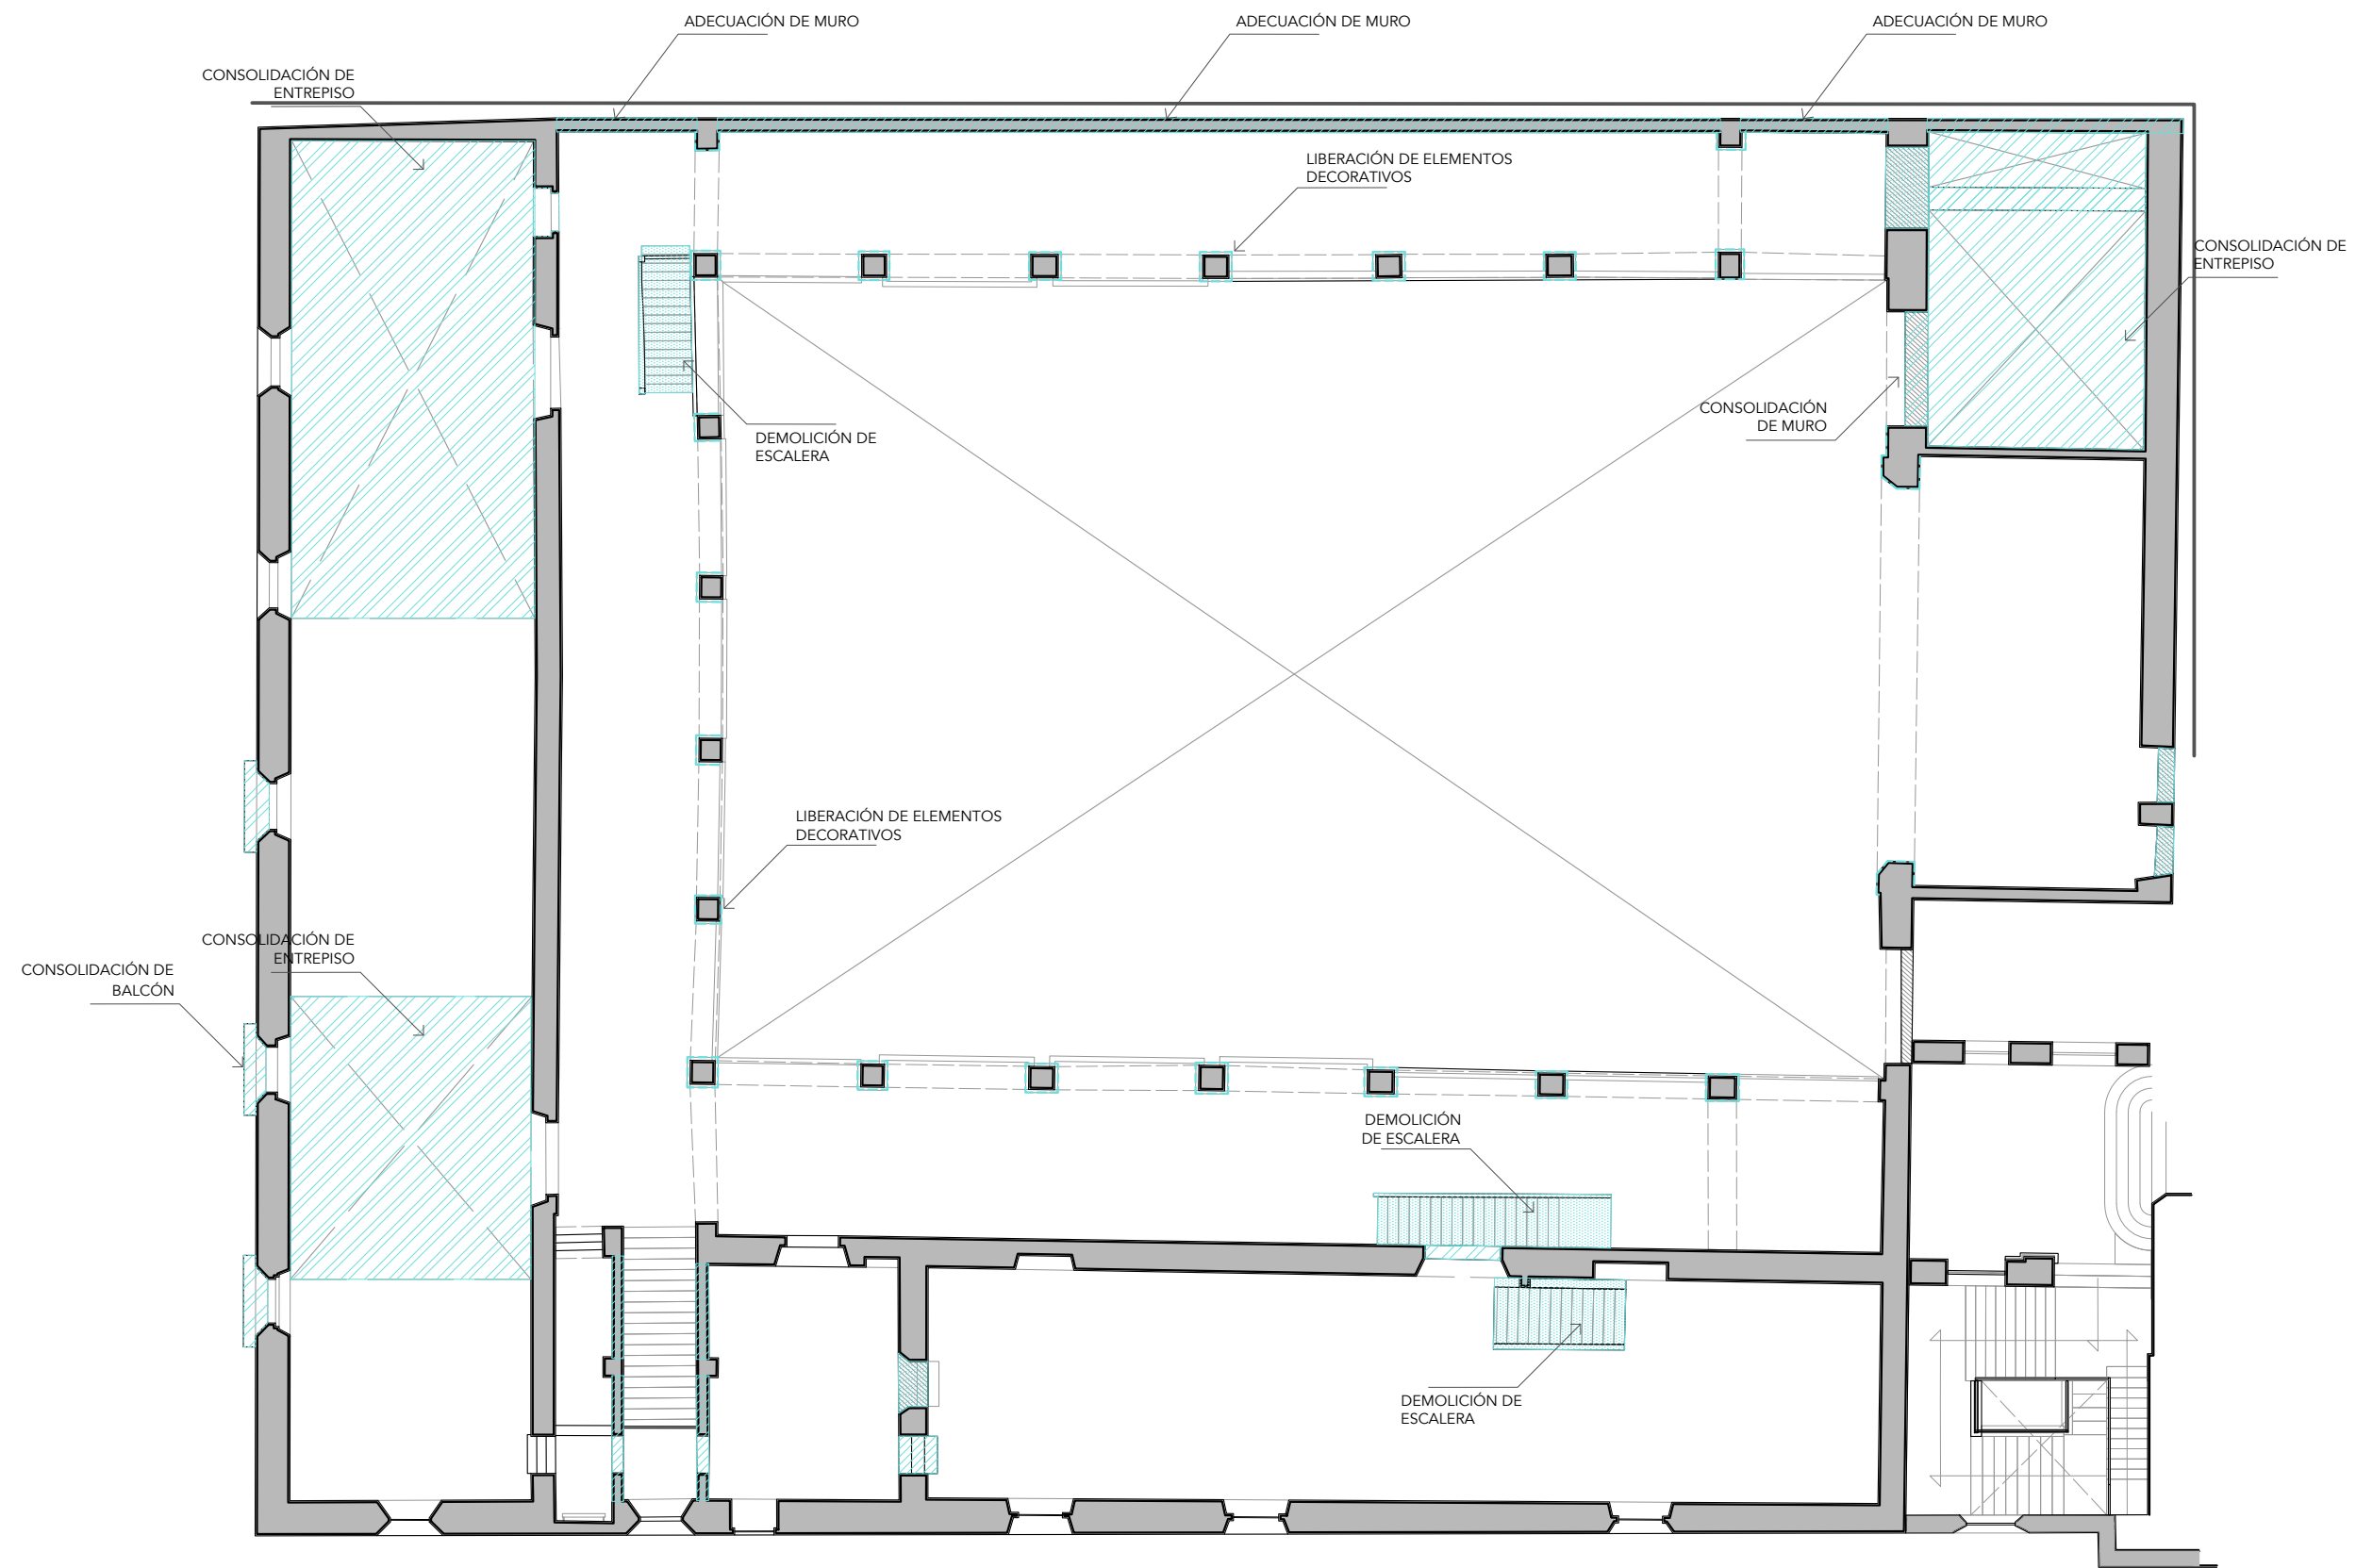 ADECUACIÓN DE MURO
ADECUACIÓN DE MURO
ADECUACIÓN DE MURO
CONSOLIDACIÓN DE
ENTREPISO
LIBERACIÓN DE ELEMENTOS
DECORATIVOS
CONSOLIDACIÓN DE
ENTREPISO
CONSOLIDACIÓN
DE MURO
DEMOLICIÓN DE
ESCALERA
LIBERACIÓN DE ELEMENTOS
DECORATIVOS
CONSOLIDACIÓN DE
ENTREPISO
CONSOLIDACIÓN DE
BALCÓN
DEMOLICIÓN
DE ESCALERA
DEMOLICIÓN DE
ESCALERA